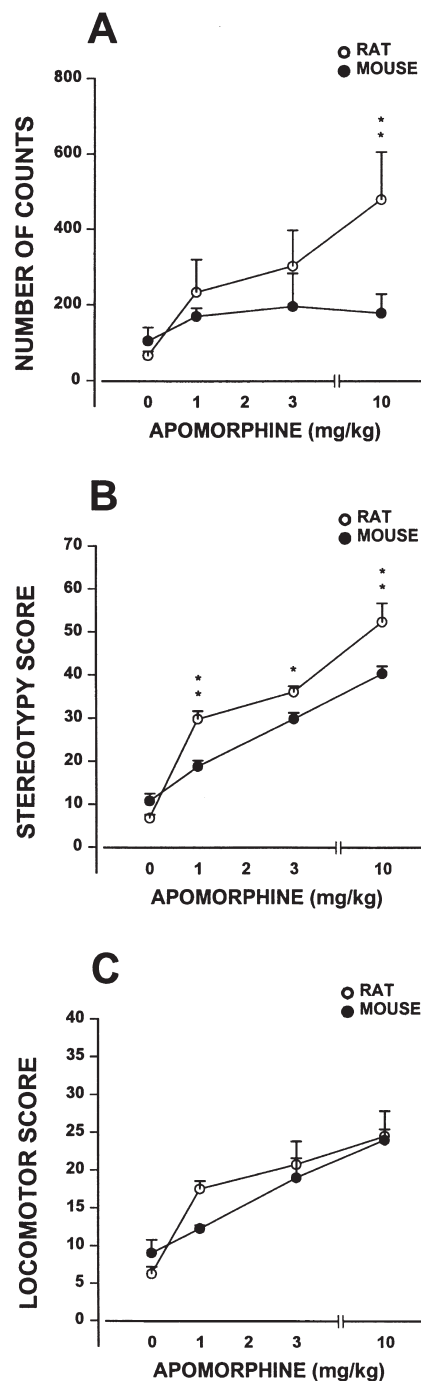 A
RAT
MOUSE
800
600
400
200
0
NUMBER OF COUNTS
*
*
0 1 2 3 10
APOMORPHINE (mg/kg)
B
RAT
MOUSE
70
60
50
40
30
20
10
0
STEREOTYPY SCORE
*
*
*
*
*
0 1 2 3 10
APOMORPHINE (mg/kg)
C
RAT
MOUSE
40
35
30
25
20
15
10
5
0
LOCOMOTOR SCORE
0 1 2 3 10
APOMORPHINE (mg/kg)